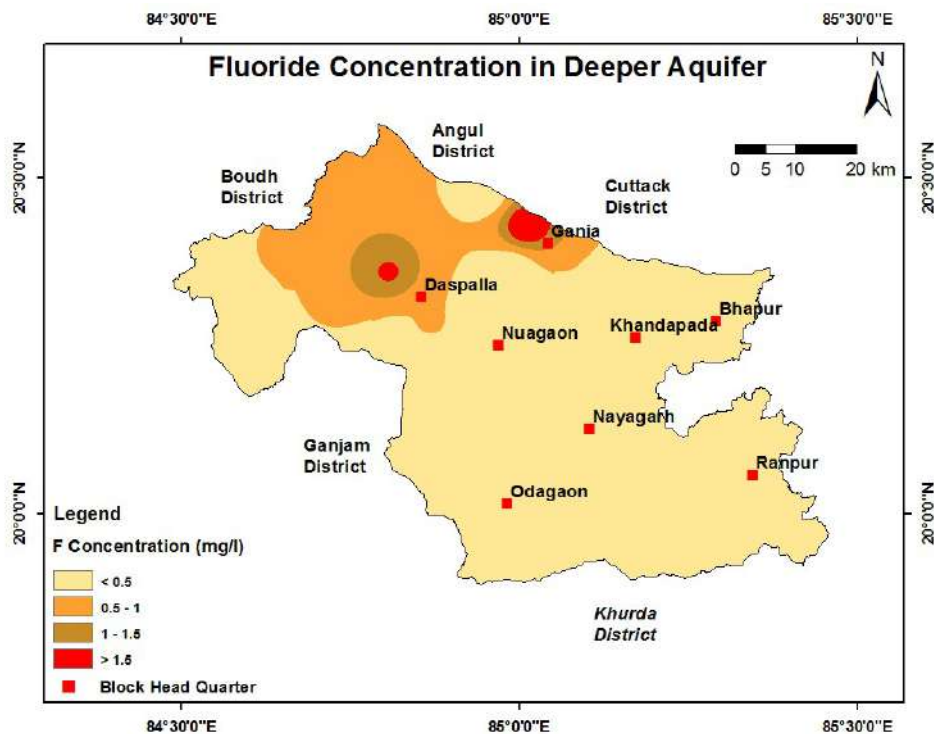 84°30'0"E 85°0'0"E 85°30'0"E
Fluoride Concentration in Deeper Aquifer
N
Angul
District
Boudh
District
Cuttack
District
0 5 10 20 km
20°30'0"N 20°30'0"N
Gania
Daspalla
Bhapur
Khandapada
Nuagaon
Nayagarh
Ganjam
District
Ranpur
Odagaon
20°0'0"N 20°0'0"N
Legend
F Concentration (mg/l)
< 0.5
0.5 - 1
1 - 1.5
> 1.5
Block Head Quarter
Khurda
District
84°30'0"E 85°0'0"E 85°30'0"E